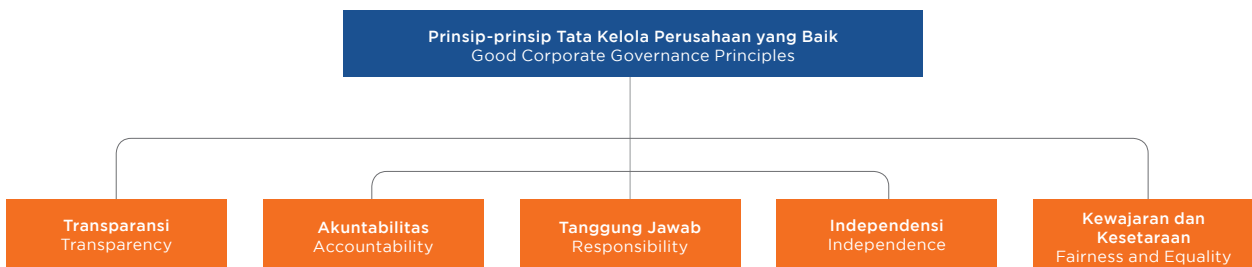 Prinsip-prinsip Tata Kelola Perusahaan yang Baik
Good Corporate Governance Principles
Transparansi
Transparency
Akuntabilitas
Accountability
Tanggung Jawab
Responsibility
Independensi
Independence
Kewajaran dan
Kesetaraan
Fairness and Equality